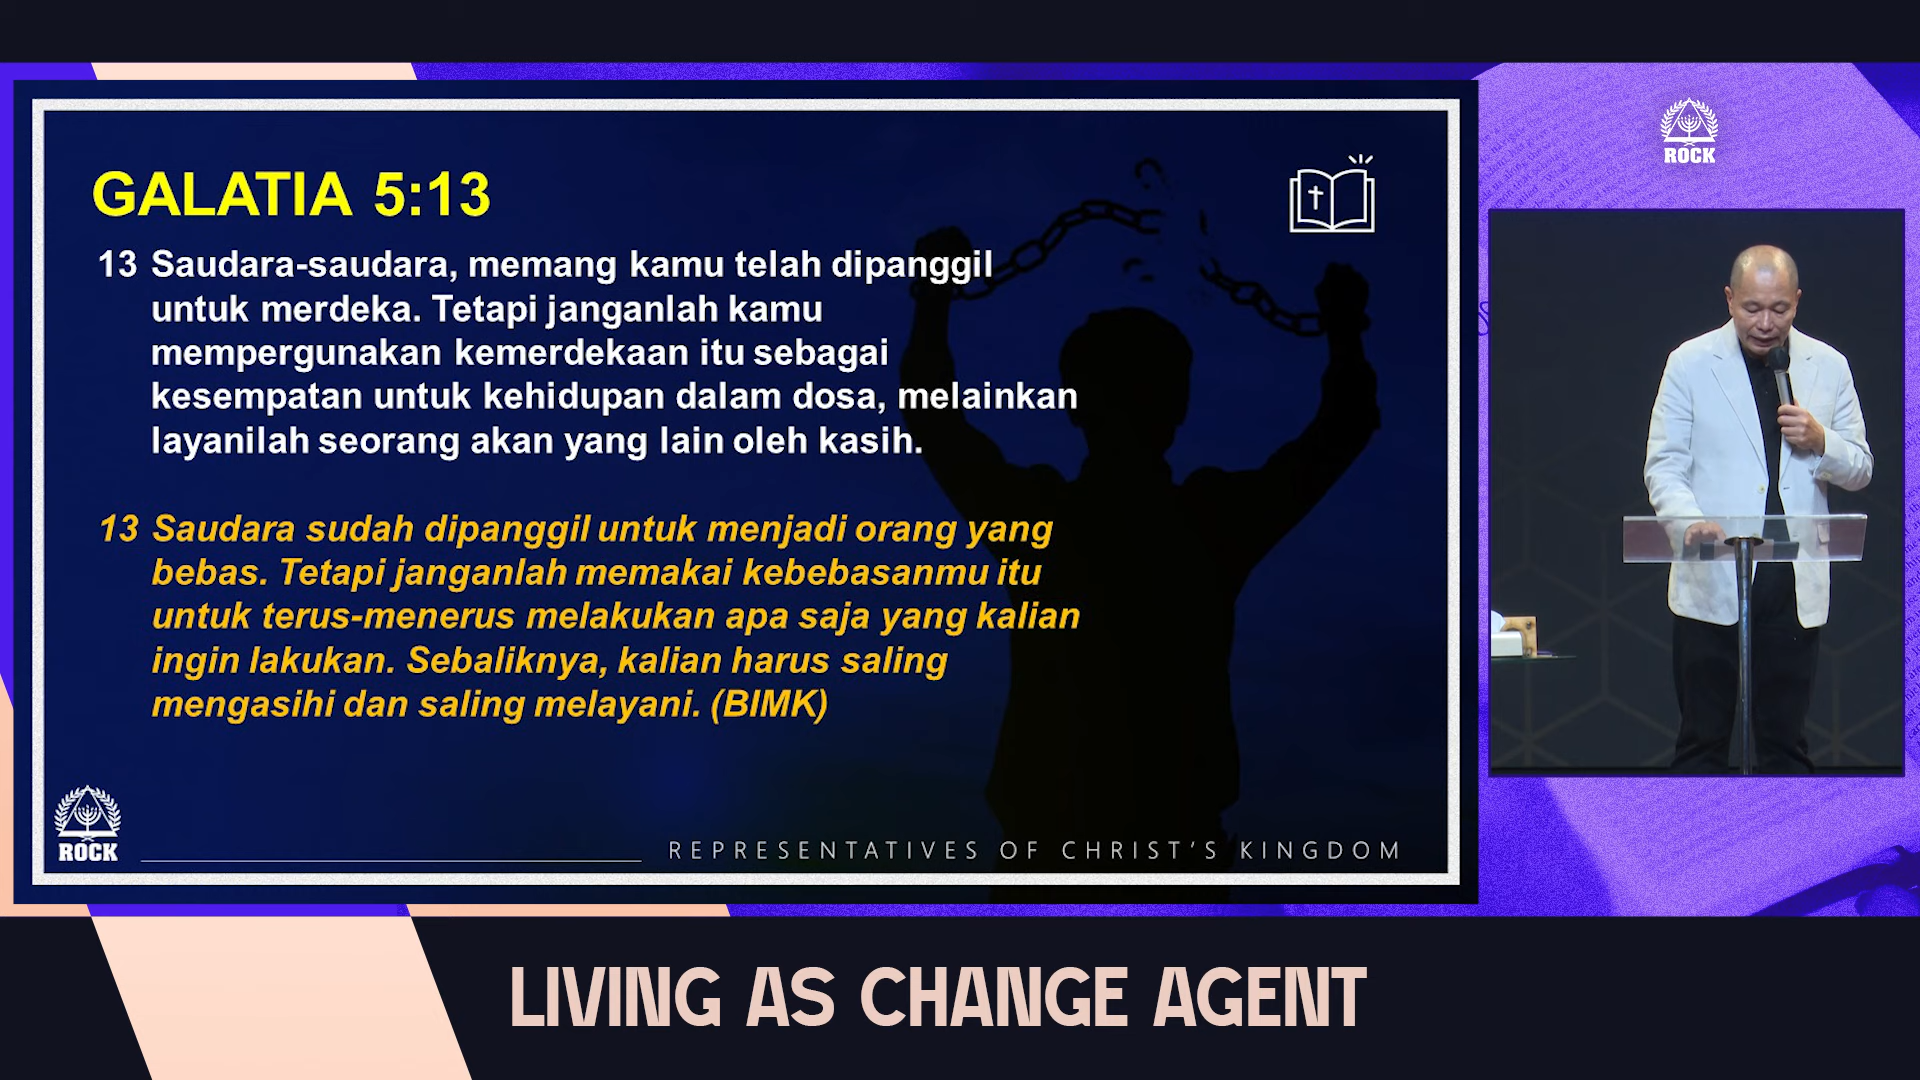 GALATIA 5:13
13 Saudara-saudara, memang kamu telah dipanggil
untuk merdeka. Tetapi janganlah kamu
mempergunakan kemerdekaan itu sebagai
kesempatan untuk kehidupan dalam dosa, melainkan
layanilah seorang akan yang lain oleh kasih.
13 Saudara sudah dipanggil untuk menjadi orang yang
bebas. Tetapi janganlah memakai kebebasanmu itu
untuk terus-menerus melakukan apa saja yang kalian
ingin lakukan. Sebaliknya, kalian harus saling
mengasihi dan saling melayani. (BIMK)
ROCK
REPRESENTATIVES OF CHRIST'S KINGDOM
ROCK
LIVING AS CHANGE AGENT